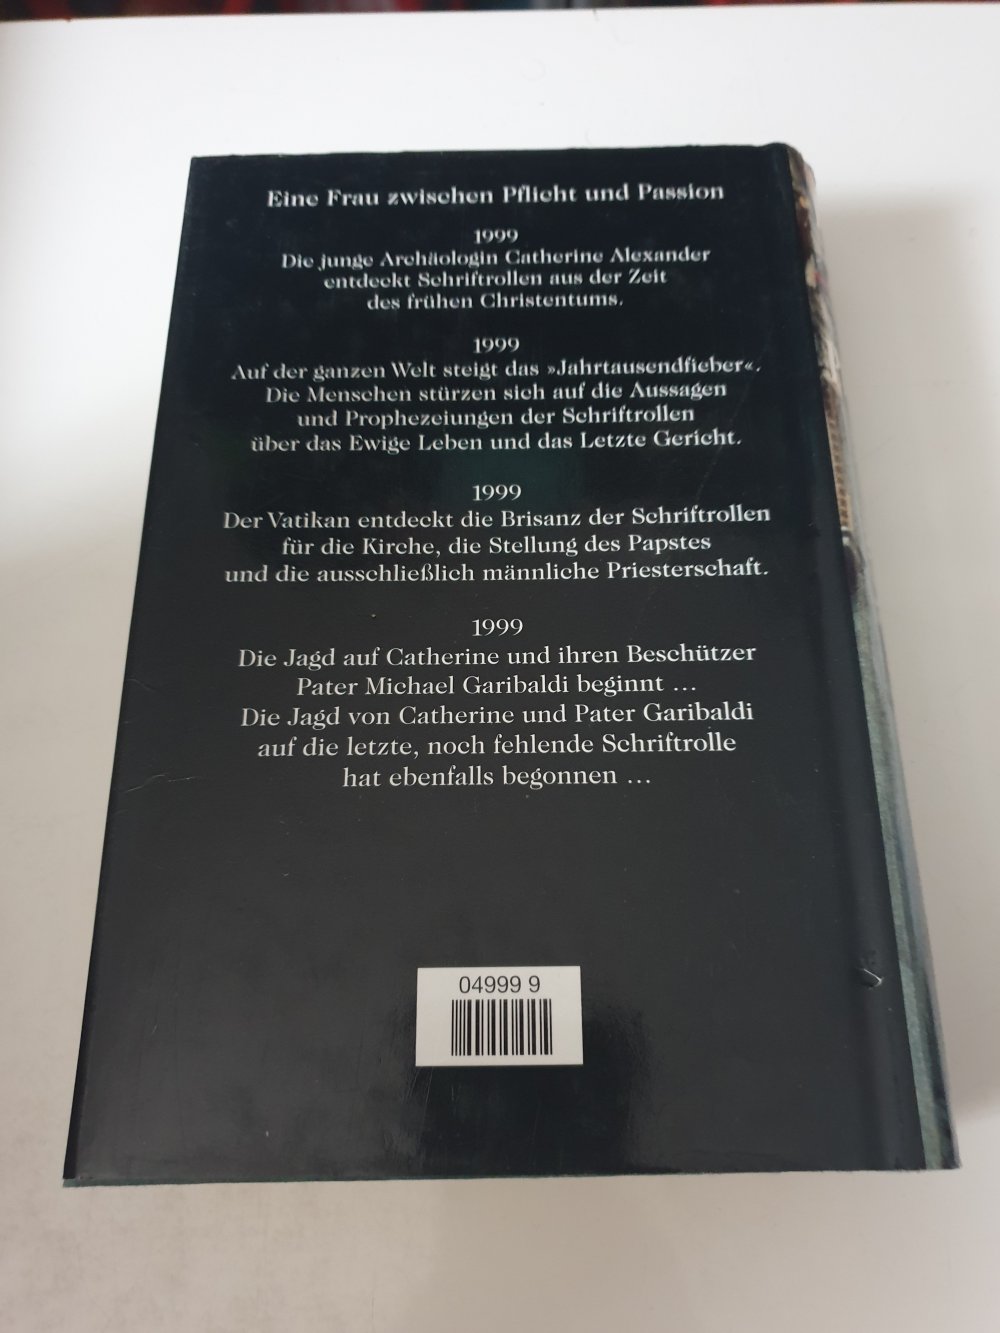 Eine Frau zwischen Pflicht und Passion
1999
Die junge Archäologin Catherine Alexander
entdeckt Schriftrollen aus der Zeit
des frühen Christentums.
1999
Auf der ganzen Welt steigt das »Jahrtausendfieber«.
Die Menschen stürzen sich auf die Aussagen
und Prophezeiungen der Schriftrollen
über das Ewige Leben und das Letzte Gericht.
1999
Der Vatikan entdeckt die Brisanz der Schriftrollen
für die Kirche, die Stellung des Papstes
und die ausschließlich männliche Priesterschaft.
1999
Die Jagd auf Catherine und ihren Beschützer
Pater Michael Garibaldi beginnt ...
Die Jagd von Catherine und Pater Garibaldi
auf die letzte, noch fehlende Schriftrolle
hat ebenfalls begonnen ...
04999 9